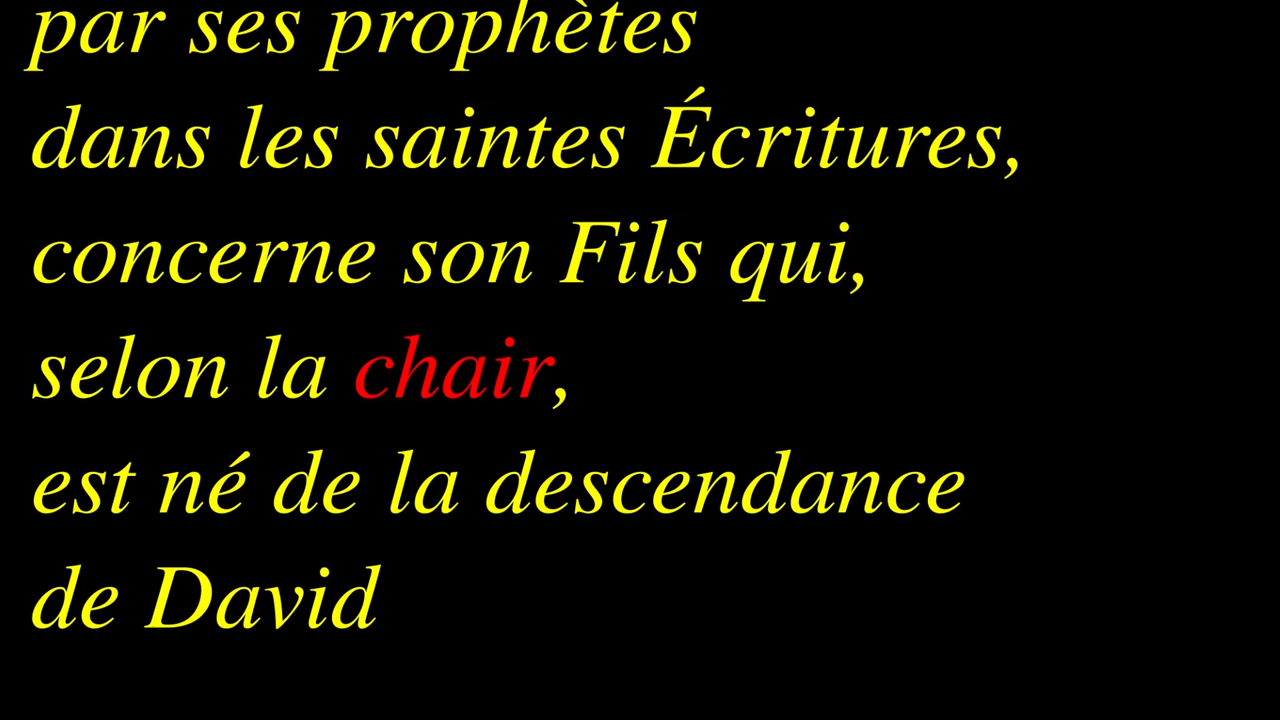 par ses prophètes
dans les saintes Écritures,
concerne son Fils qui,
selon la chair,
est né de la descendance
de David